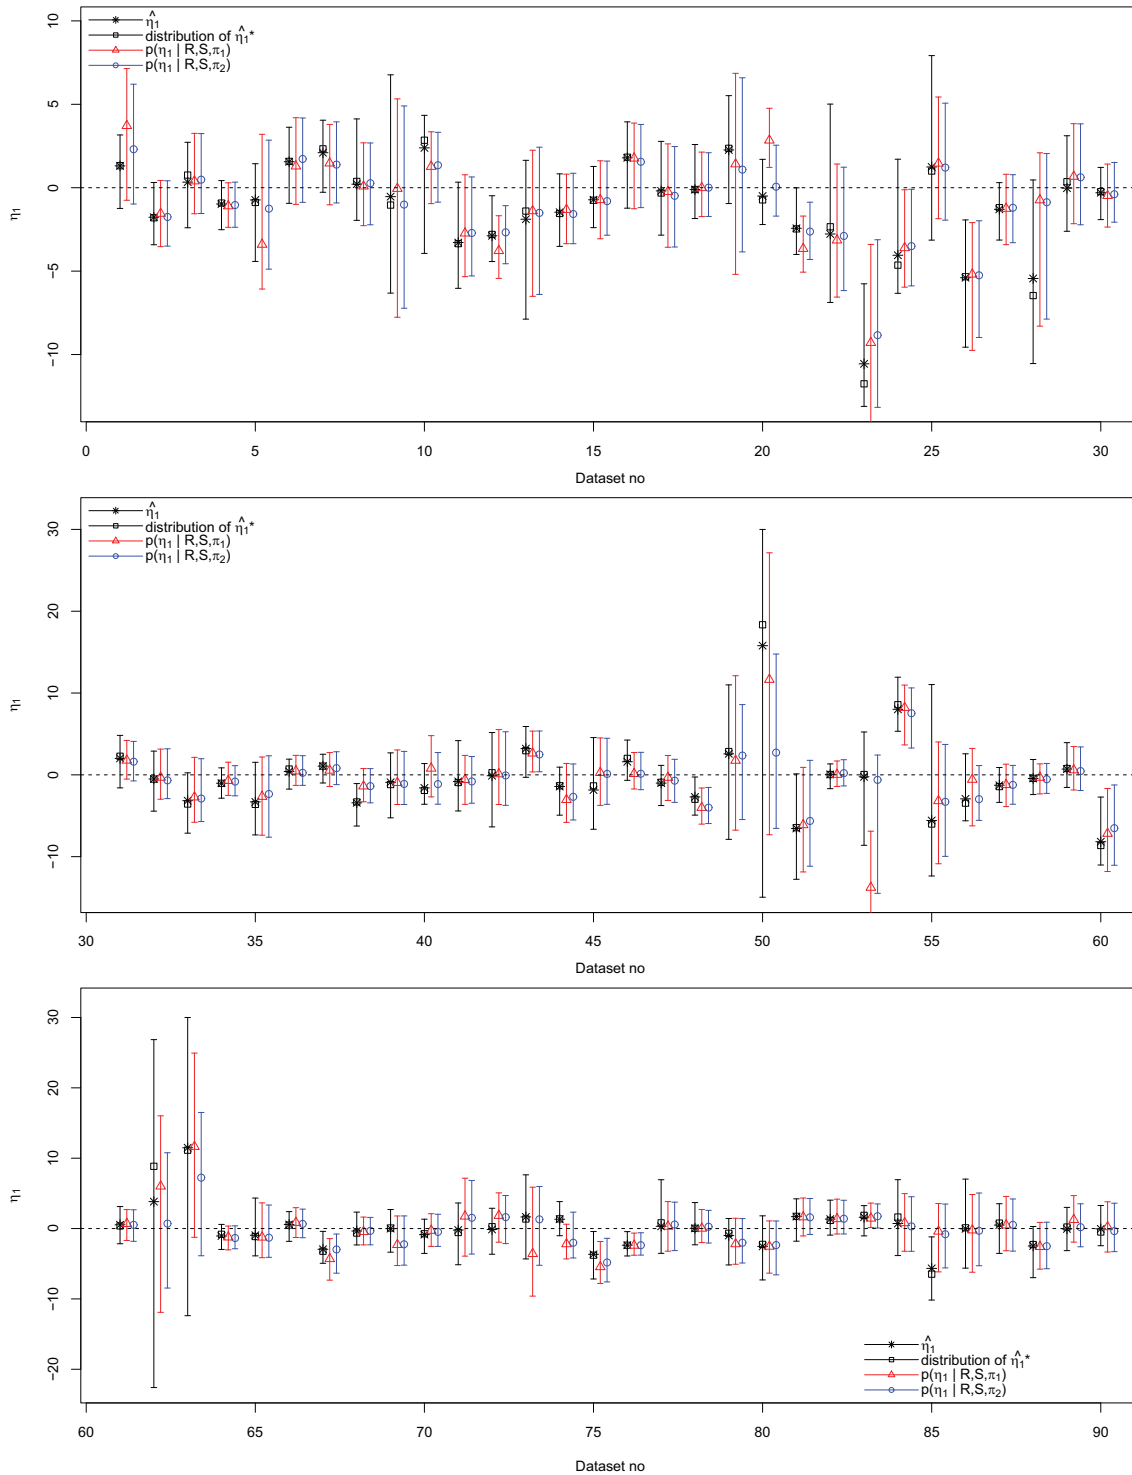 η̂₁
distribution of η̂₁*
p(η₁ | R,S,π₁)
p(η₁ | R,S,π₂)
η₁
10
5
0
−5
−10
0 5 10 15 20 25 30
Dataset no
η̂₁
distribution of η̂₁*
p(η₁ | R,S,π₁)
p(η₁ | R,S,π₂)
η₁
30
20
10
0
−10
30 35 40 45 50 55 60
Dataset no
η₁
30
20
10
0
−10
−20
η̂₁
distribution of η̂₁*
p(η₁ | R,S,π₁)
p(η₁ | R,S,π₂)
60 65 70 75 80 85 90
Dataset no